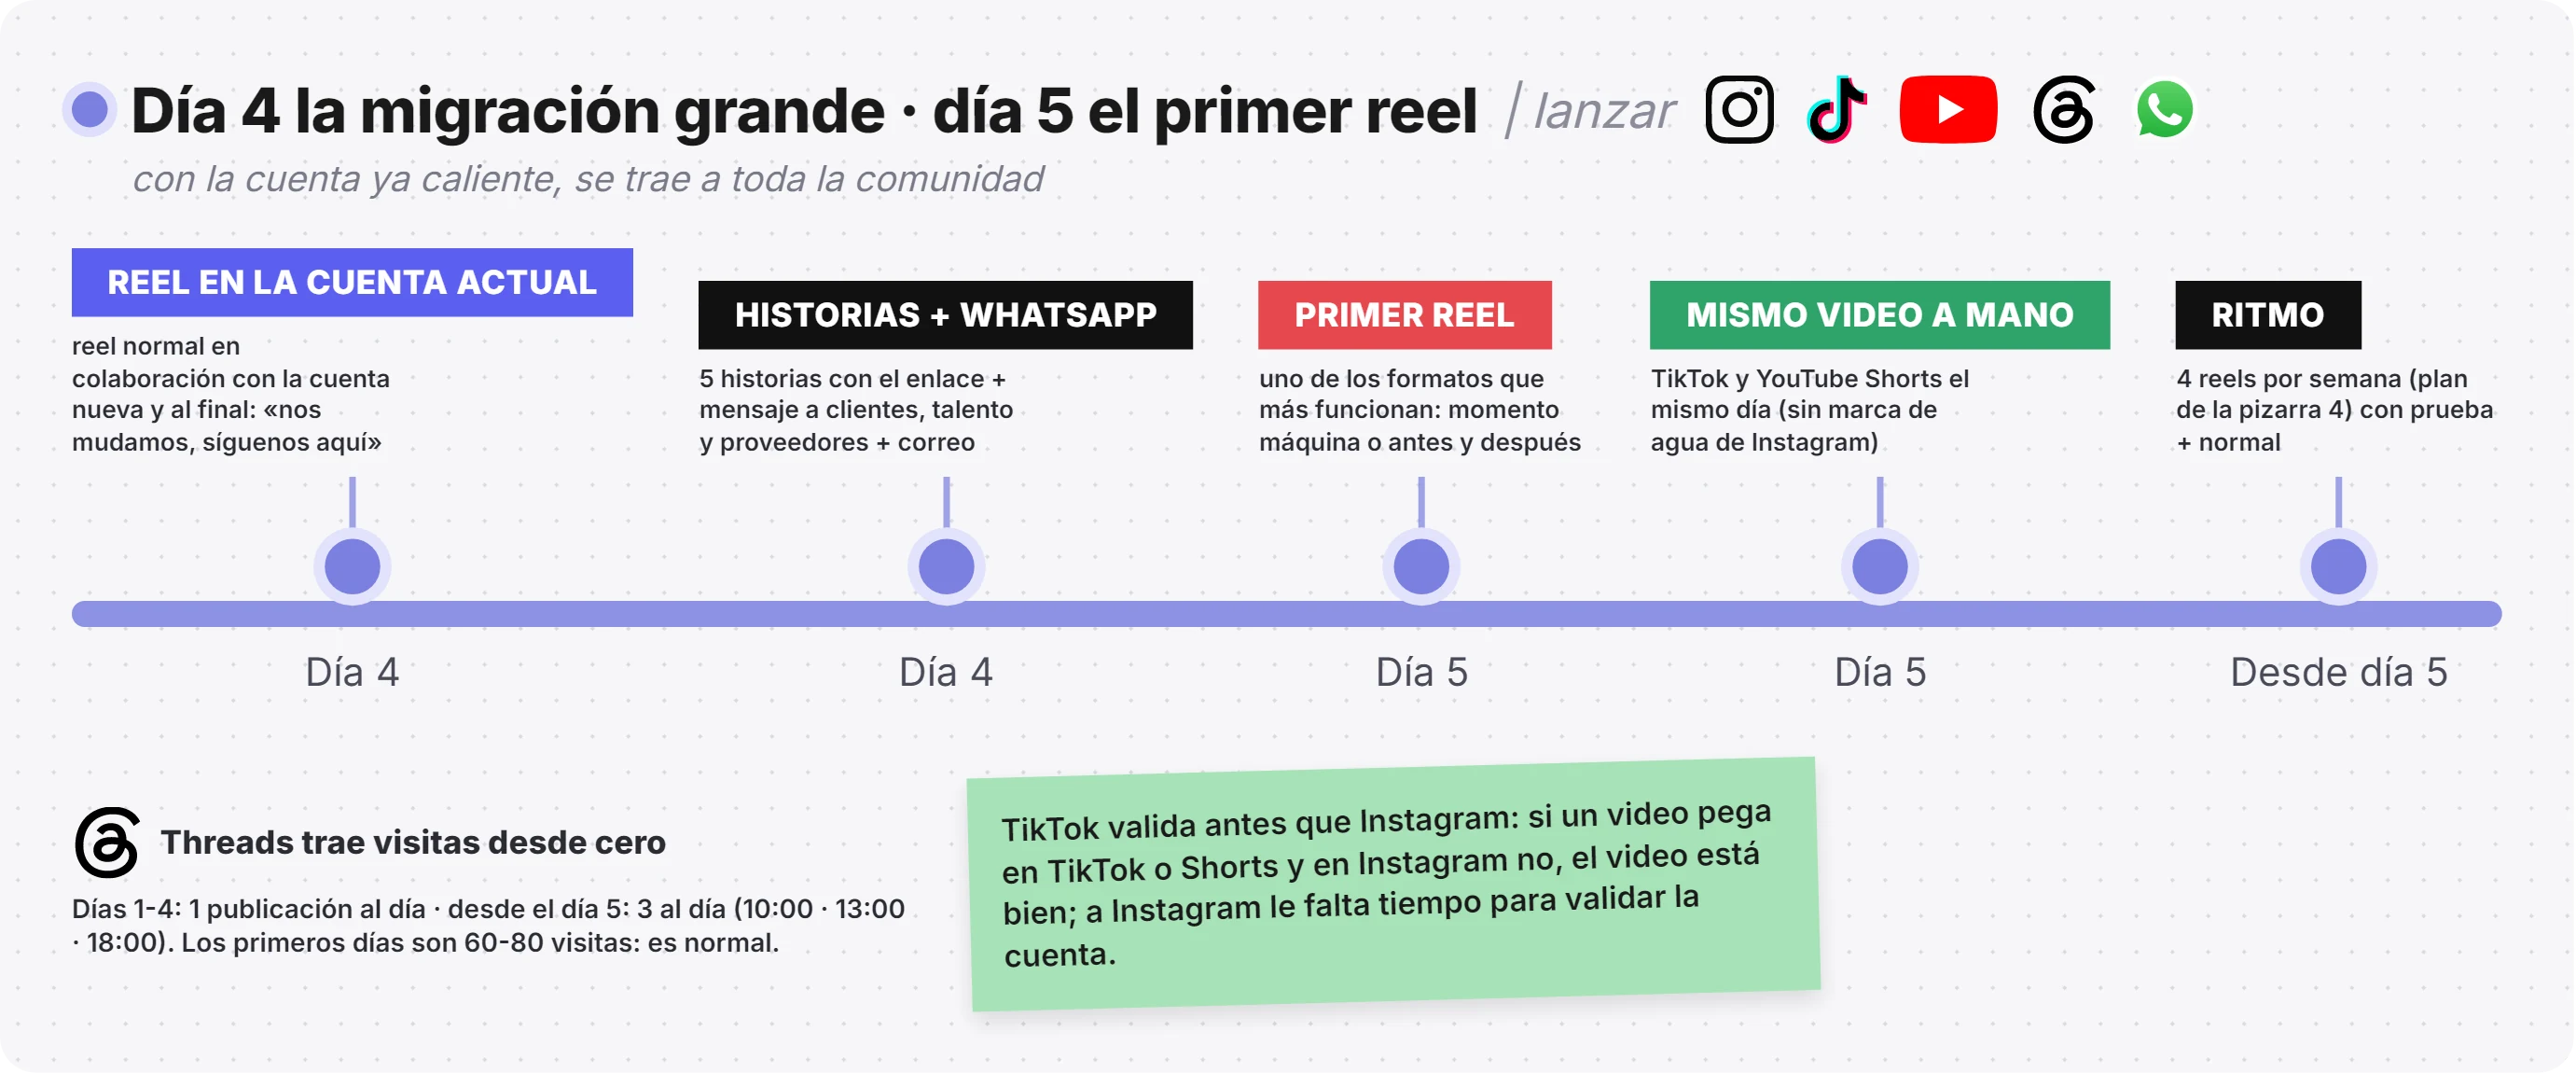 Día 4 la migración grande · día 5 el primer reel / lanzar
con la cuenta ya caliente, se trae a toda la comunidad
REEL EN LA CUENTA ACTUAL
reel normal en
colaboración con la cuenta
nueva y al final: «nos
mudamos, síguenos aquí»
HISTORIAS + WHATSAPP
5 historias con el enlace +
mensaje a clientes, talento
y proveedores + correo
PRIMER REEL
uno de los formatos que
más funcionan: momento
máquina o antes y después
MISMO VIDEO A MANO
TikTok y YouTube Shorts el
mismo día (sin marca de
agua de Instagram)
RITMO
4 reels por semana (plan
de la pizarra 4) con prueba
+ normal
Día 4
Día 4
Día 5
Día 5
Desde día 5
Threads trae visitas desde cero
Días 1-4: 1 publicación al día · desde el día 5: 3 al día (10:00 · 13:00
· 18:00). Los primeros días son 60-80 visitas: es normal.
TikTok valida antes que Instagram: si un video pega
en TikTok o Shorts y en Instagram no, el video está
bien; a Instagram le falta tiempo para validar la
cuenta.